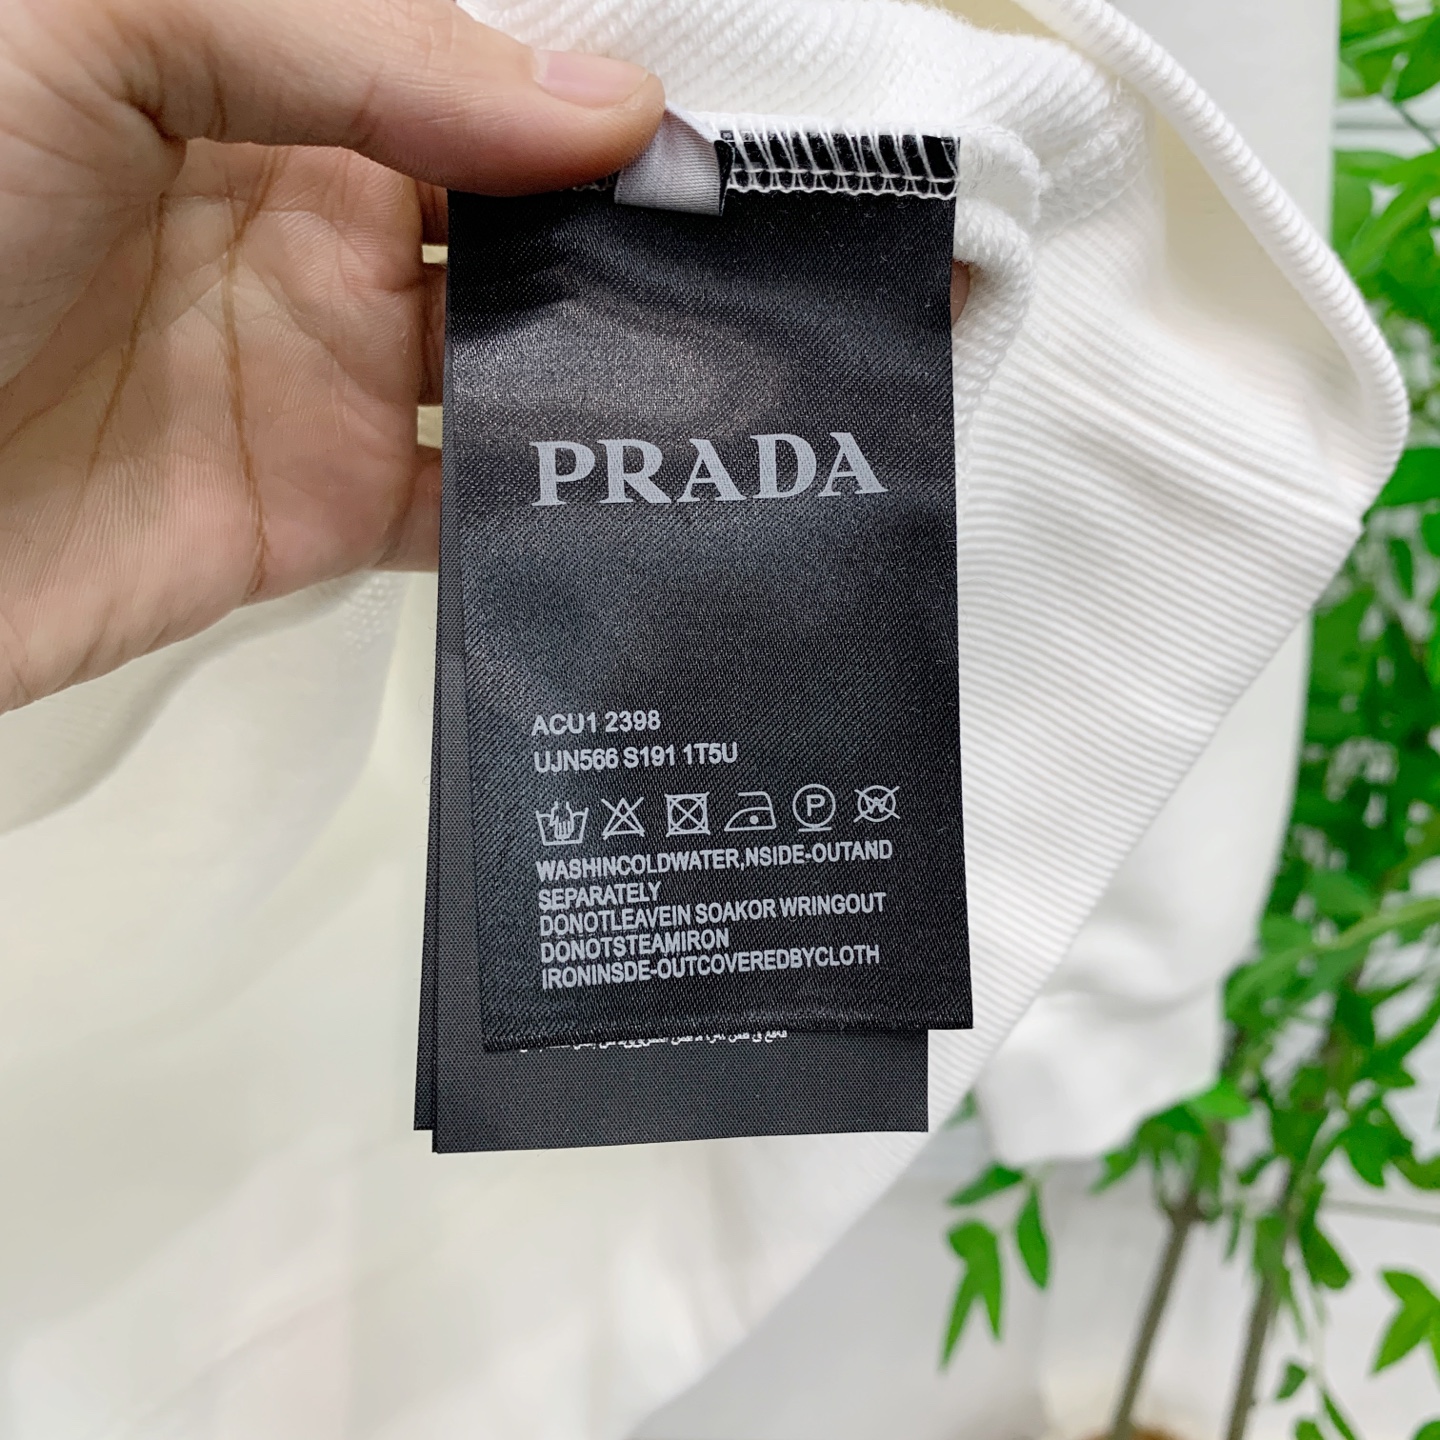 PRADA
ACU1 2398
UJN566 S191 1T5U
P
W
WASHINCOLDWATER,NSIDE-OUTAND
SEPARATELY
DONOTLEAVEIN SOAKOR WRINGOUT
DONOTSTEAMIRON
IRONINSDE-OUTCOVEREDBYCLOTH